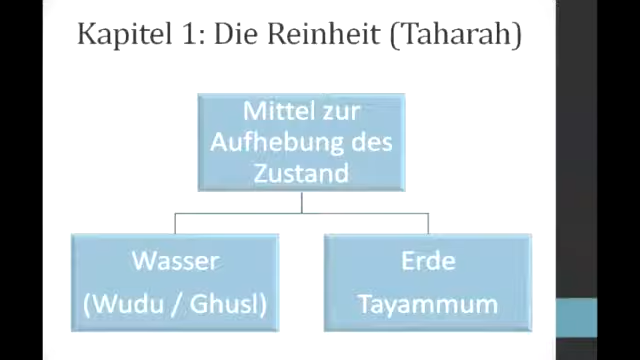 Kapitel 1: Die Reinheit (Taharah)
Mittel zur
Aufhebung des
Zustand
Wasser
(Wudu / Ghusl)
Erde
Tayammum